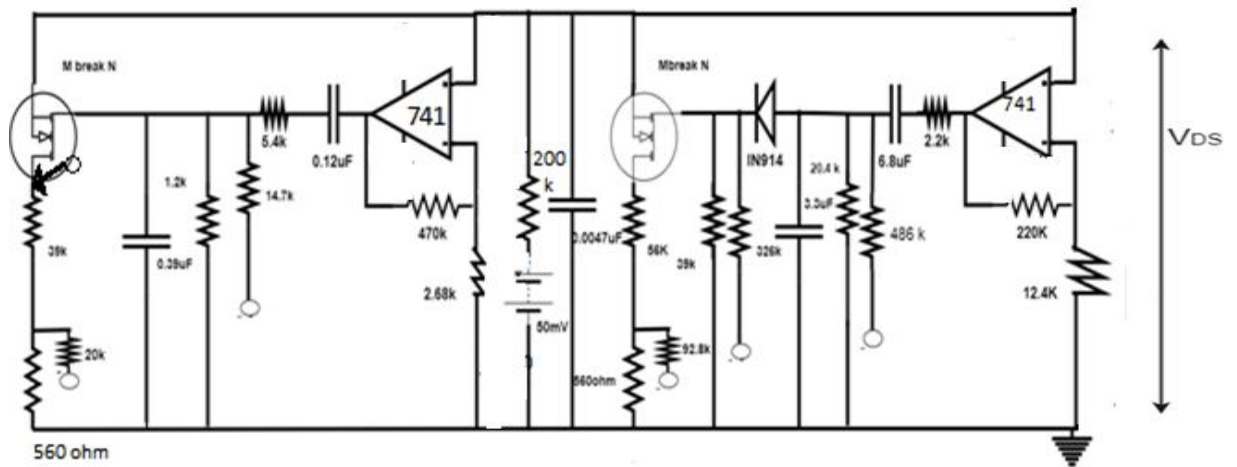 M break N
741
5.4k
0.12uF
1.2k
14.7k
39k
0.39uF
470k
2.68k
20k
560 ohm
200
k
0.0047uF
50mV
Mbreak N
741
IN914
6.8uF
2.2k
20.4 k
3.3uF
56K
39k
326k
486 k
220K
12.4K
92.8k
560ohm
VDS